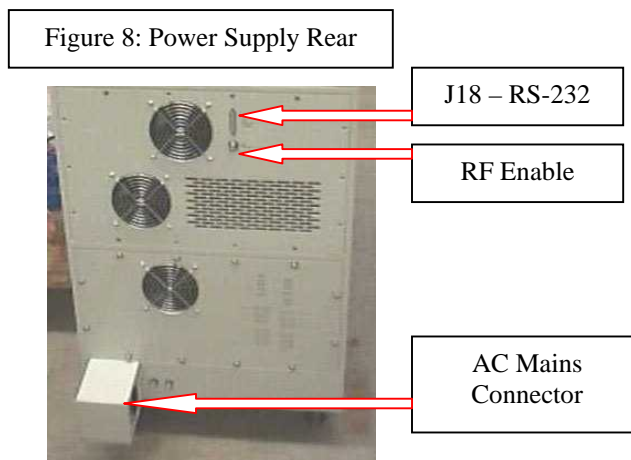 Figure 8: Power Supply Rear
J18 – RS-232
RF Enable
AC Mains
Connector